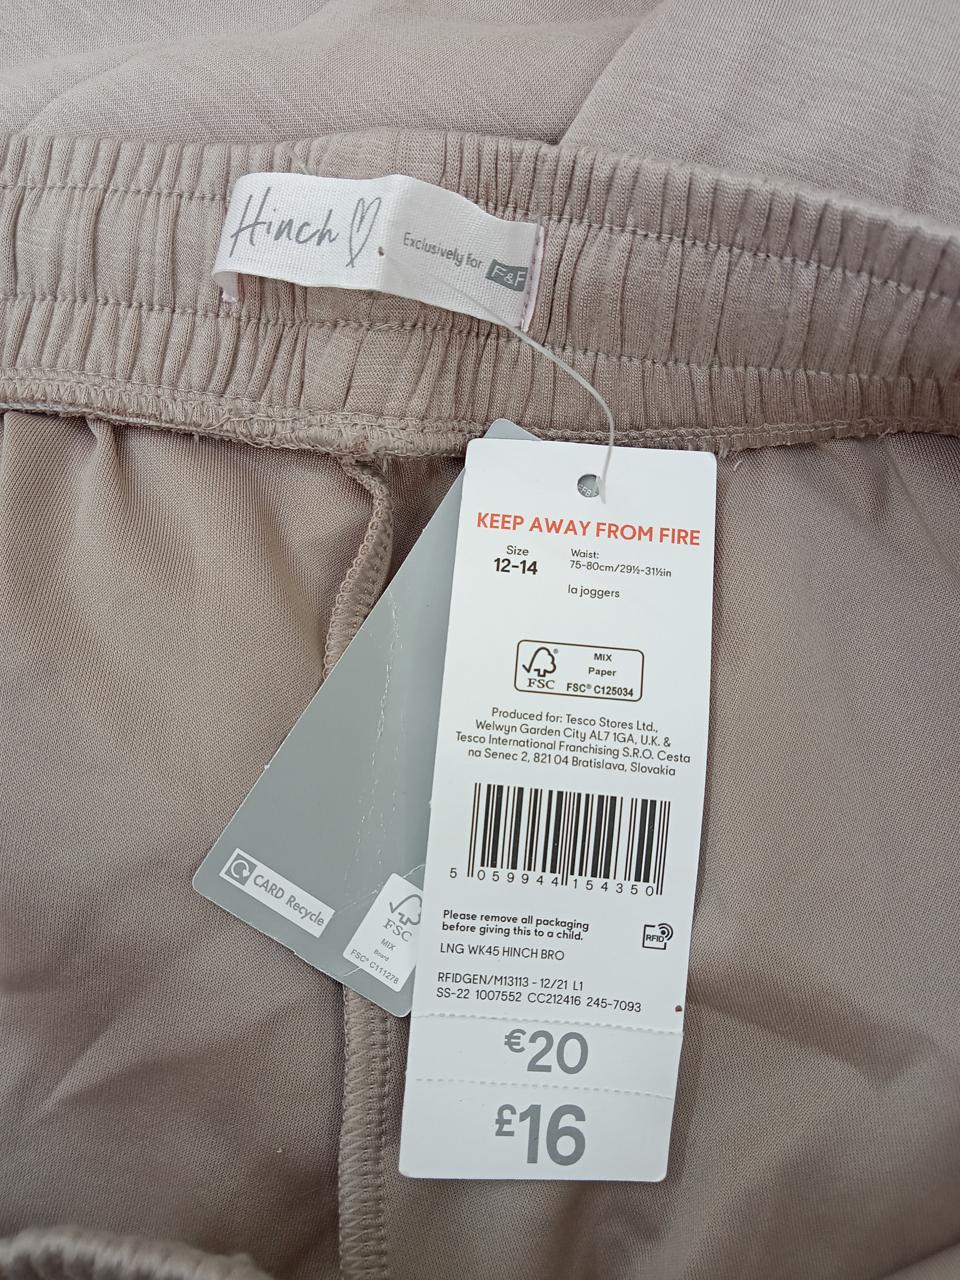 Hinch
Exclusively for F&F
KEEP AWAY FROM FIRE
Size
12-14
Waist:
75-80cm/29½-31½in
la joggers
FSC®
MIX
Paper
FSC® C125034
Produced for: Tesco Stores Ltd.,
Welwyn Garden City AL7 1GA, U.K. &
Tesco International Franchising S.R.O. Cesta
na Senec 2, 821 04 Bratislava, Slovakia
5 059944 154350
Please remove all packaging
before giving this to a child.
RFID
LNG WK45 HINCH BRO
RFIDGEN/M13113 - 12/21 L1
SS-22 1007552 CC212416 245-7093
€20
£16
CARD Recycle
FSC
MIX
Board
FSC® C111278